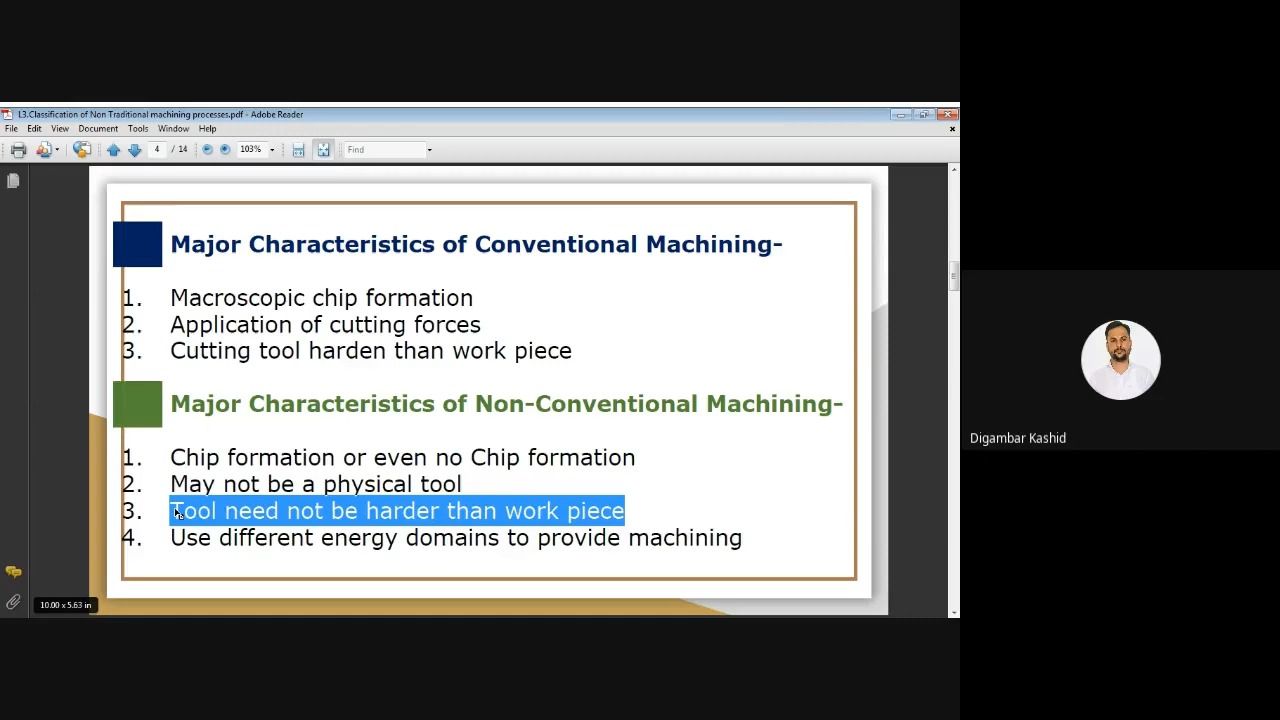 L3.Classification of Non Traditional machining processes.pdf - Adobe Reader
File Edit View Document Tools Window Help
4 / 14 103% Find
Major Characteristics of Conventional Machining-
1. Macroscopic chip formation
2. Application of cutting forces
3. Cutting tool harden than work piece
Major Characteristics of Non-Conventional Machining-
1. Chip formation or even no Chip formation
2. May not be a physical tool
3. Tool need not be harder than work piece
4. Use different energy domains to provide machining
10.00 x 5.63 in
Digambar Kashid